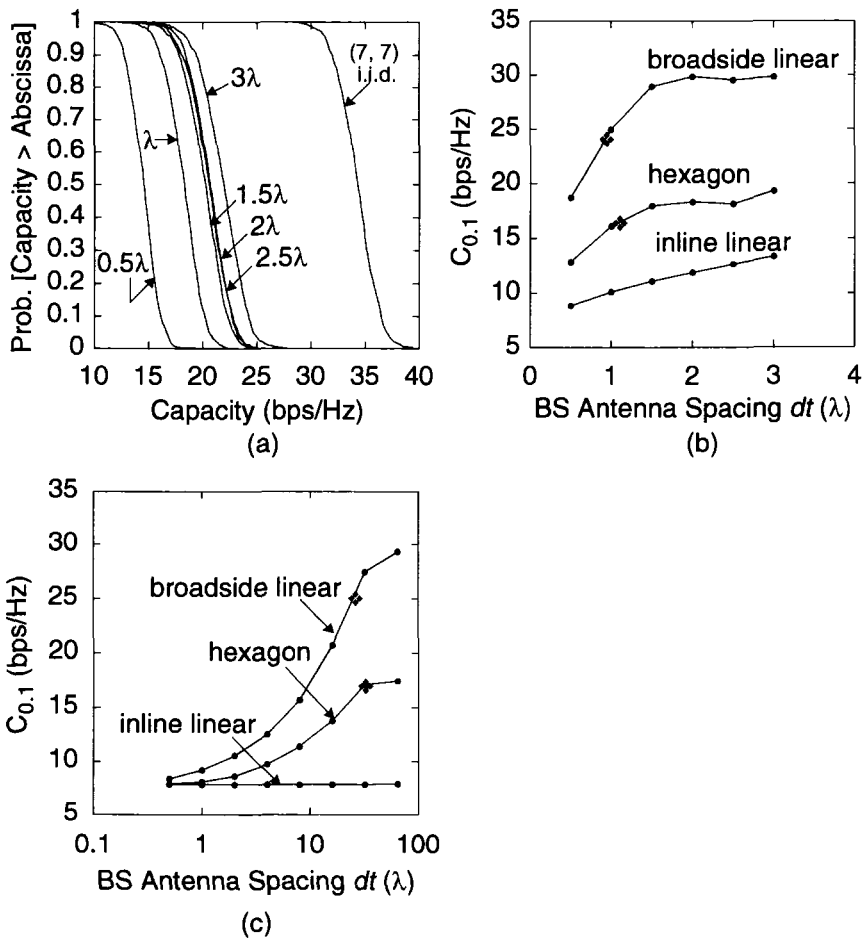 Prob. [Capacity > Abscissa]
1
0.9
0.8
0.7
0.6
0.5
0.4
0.3
0.2
0.1
0
(7, 7)
i.i.d.
3λ
λ
1.5λ
2λ
2.5λ
0.5λ
10 15 20 25 30 35 40
Capacity (bps/Hz)
(a)
C0.1 (bps/Hz)
35
30
25
20
15
10
5
broadside linear
hexagon
inline linear
0 1 2 3 4
BS Antenna Spacing dt (λ)
(b)
C0.1 (bps/Hz)
35
30
25
20
15
10
5
broadside linear
hexagon
inline linear
0.1 1 10 100
BS Antenna Spacing dt (λ)
(c)